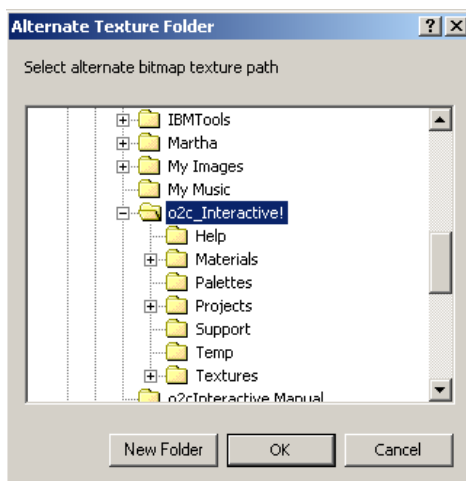 Alternate Texture Folder
Select alternate bitmap texture path
IBMTools
Martha
My Images
My Music
o2c_Interactive!
Help
Materials
Palettes
Projects
Support
Temp
Textures
o2cInteractive Manual
New Folder OK Cancel